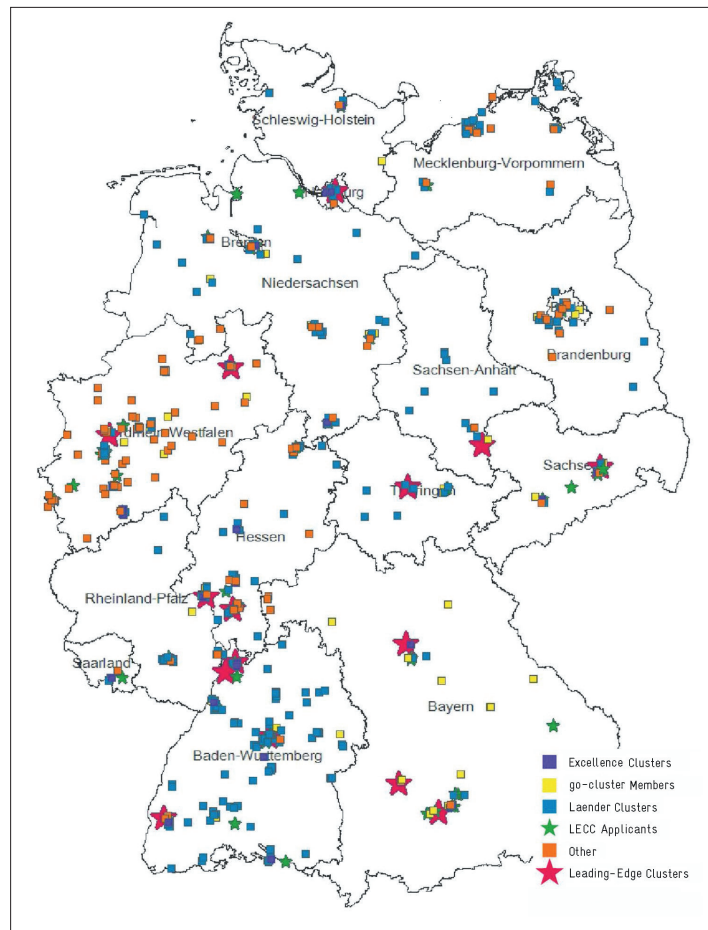 Schleswig-Holstein
Mecklenburg-Vorpommern
Niedersachsen
Brandenburg
Sachsen-Anhalt
Hessen
Rheinland-Pfalz
Saarland
Bayern
Baden-Wurttemberg
Excellence Clusters
go-cluster Members
Laender Clusters
LECC Applicants
Other
Leading-Edge Clusters